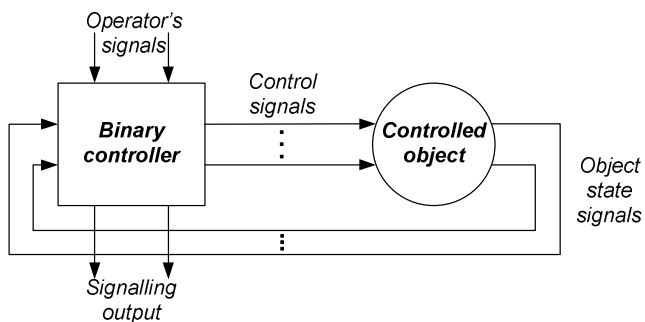 Operator's
signals
Control
signals
Binary
controller
Controlled
object
Object
state
signals
Signalling
output